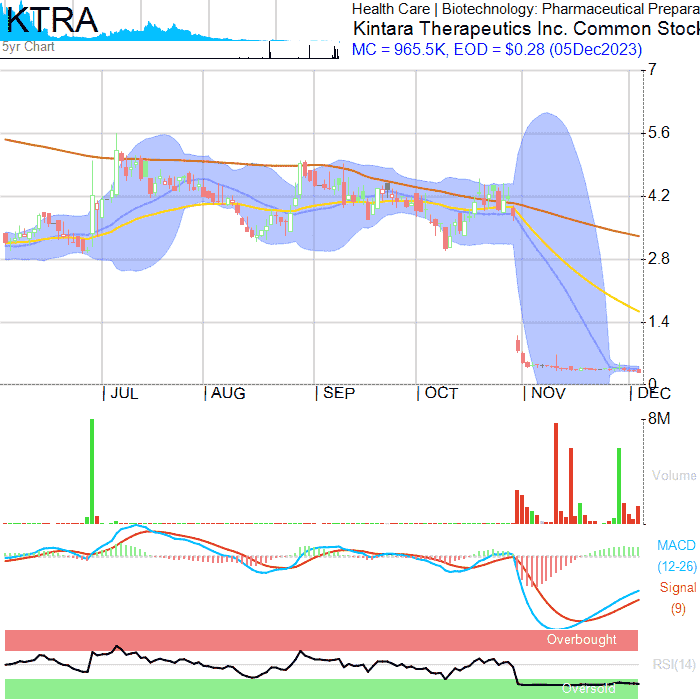 KTRA
5yr Chart
Health Care | Biotechnology: Pharmaceutical Prepara
Kintara Therapeutics Inc. Common Stock
MC = 965.5K, EOD = $0.28 (05Dec2023)
7
5.6
4.2
2.8
1.4
0
JUL AUG SEP OCT NOV DEC
8M
Volume
MACD
(12-26)
Signal
(9)
Overbought
RSI(14)
Oversold